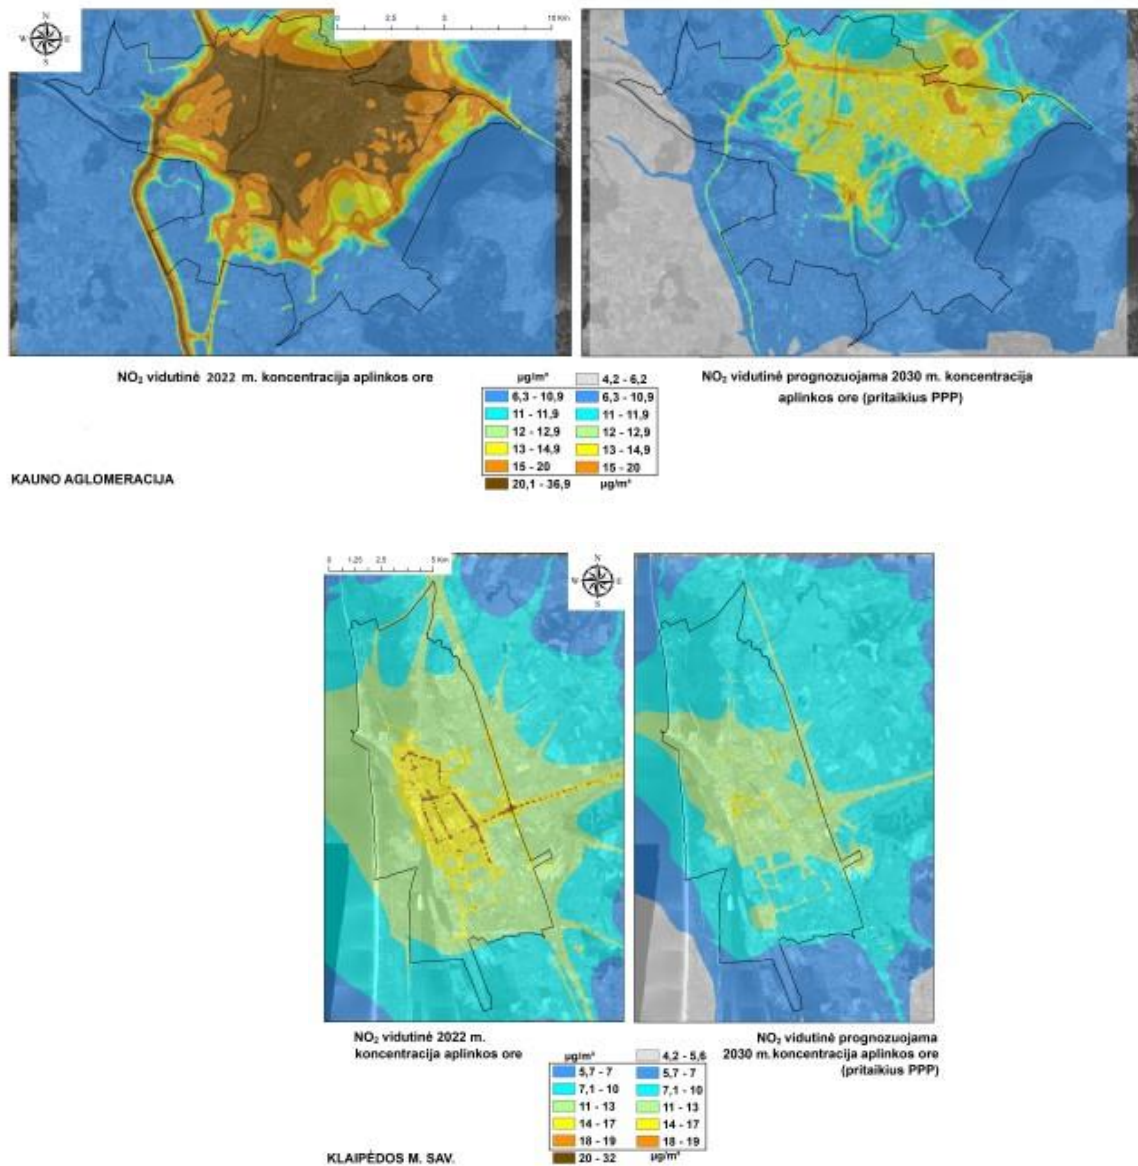 N
W E
S
0 5 10 Km
NO₂ vidutinė 2022 m. koncentracija aplinkos ore
NO₂ vidutinė prognozuojama 2030 m. koncentracija
aplinkos ore (pritaikius PPP)
µg/m³ 4,2 - 6,2
6,3 - 10,9 6,3 - 10,9
11 - 11,9 11 - 11,9
12 - 12,9 12 - 12,9
13 - 14,9 13 - 14,9
15 - 20 15 - 20
20,1 - 36,9 µg/m³
KAUNO AGLOMERACIJA
0 1,25 2,5 5 Km
N
W E
S
NO₂ vidutinė 2022 m.
koncentracija aplinkos ore
NO₂ vidutinė prognozuojama
2030 m. koncentracija aplinkos ore
(pritaikius PPP)
µg/m³ 4,2 - 5,6
5,7 - 7 5,7 - 7
7,1 - 10 7,1 - 10
11 - 13 11 - 13
14 - 17 14 - 17
18 - 19 18 - 19
20 - 32 µg/m³
KLAIPĖDOS M. SAV.